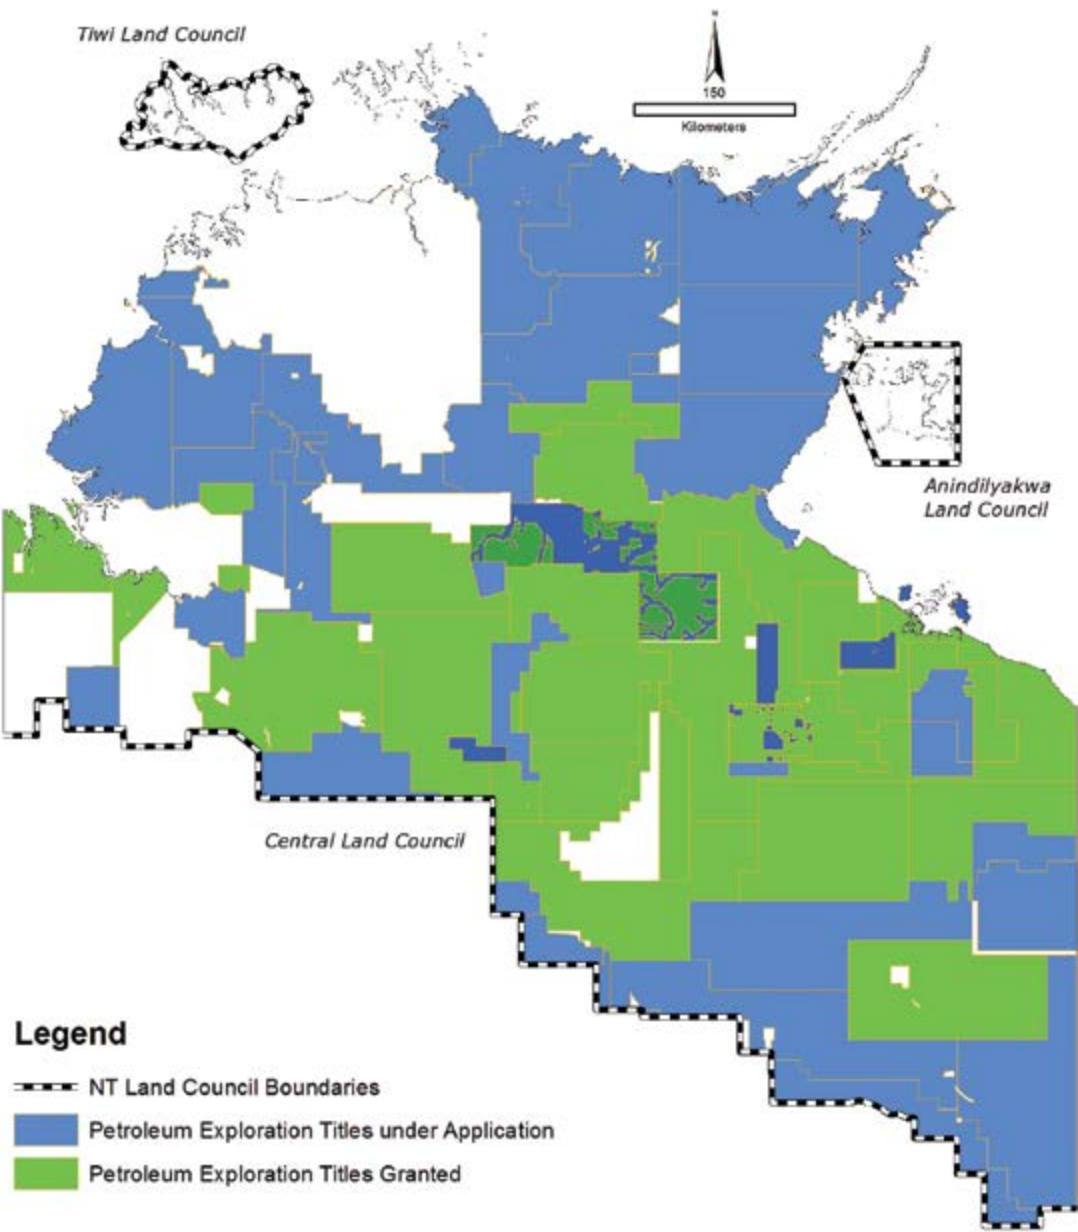 Tiwi Land Council
N
150
Kilometers
Anindilyakwa
Land Council
Central Land Council
Legend
NT Land Council Boundaries
Petroleum Exploration Titles under Application
Petroleum Exploration Titles Granted